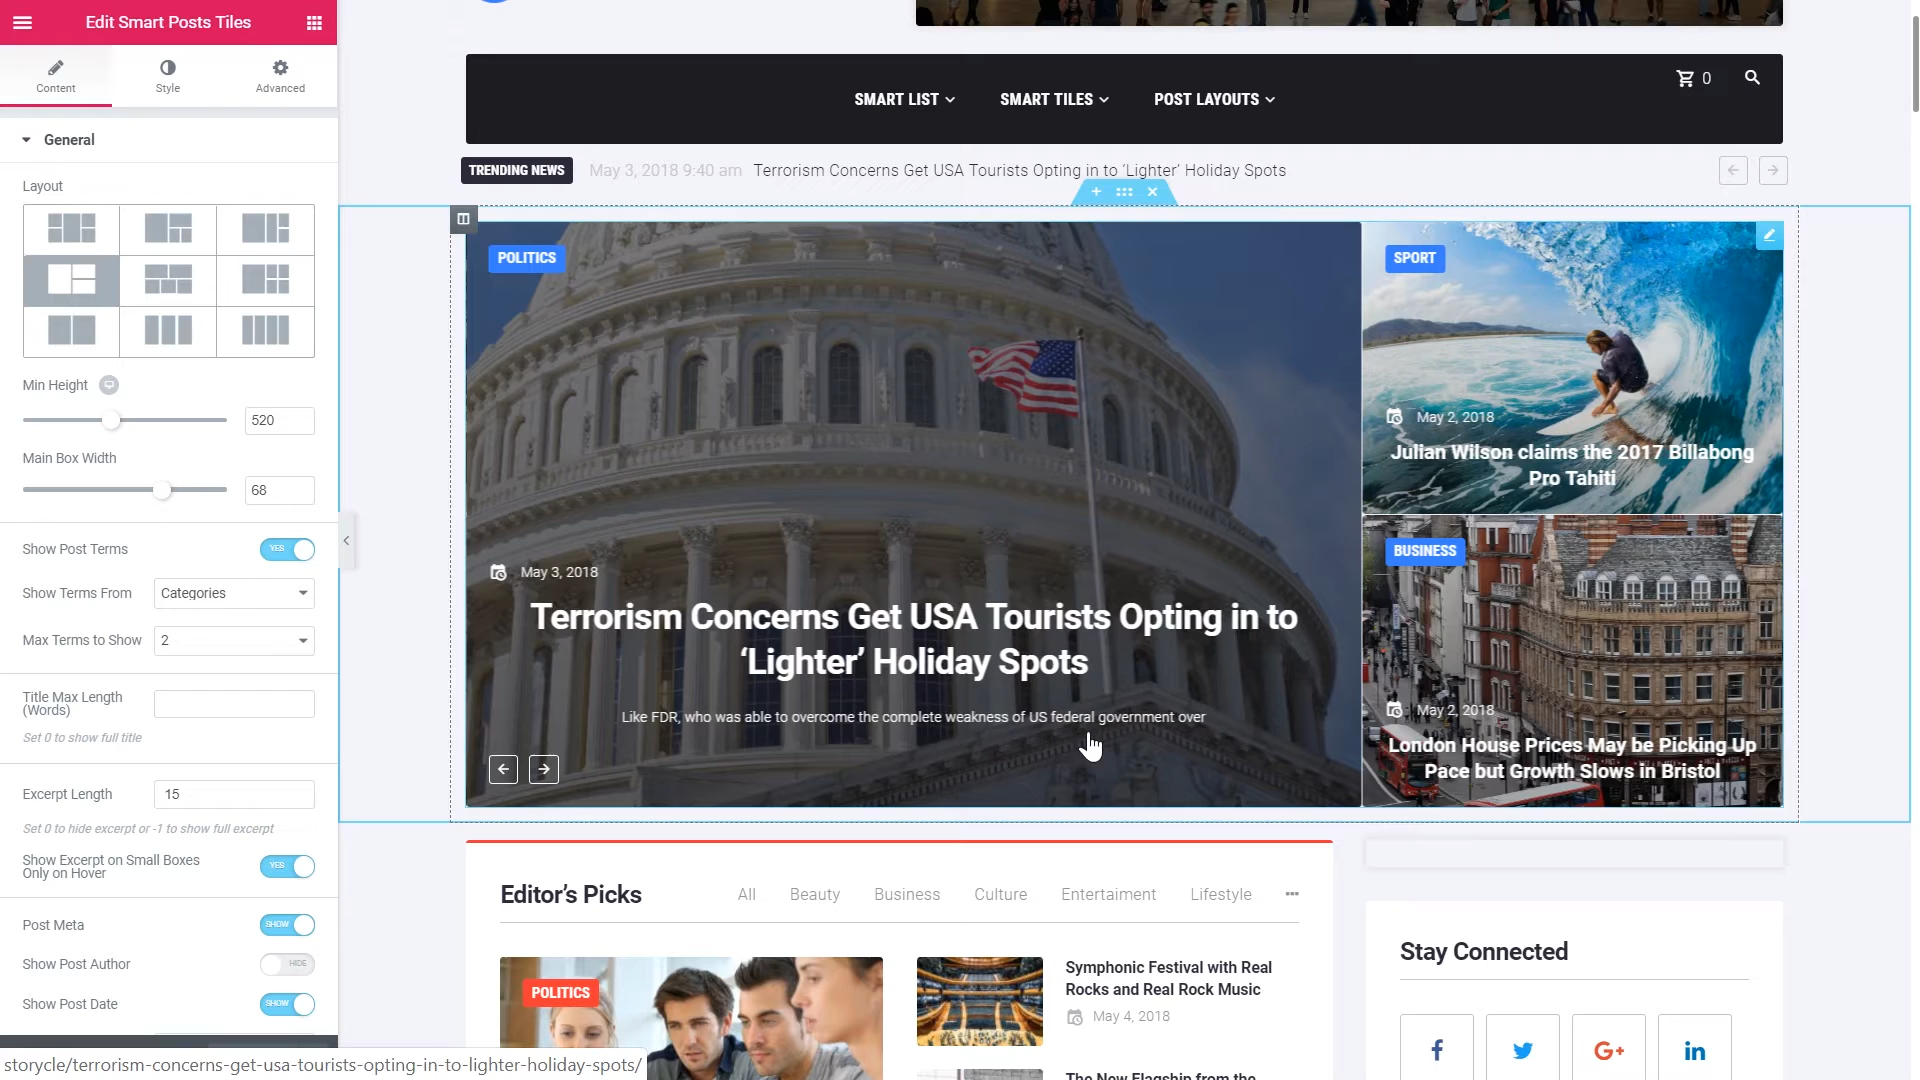 Edit Smart Posts Tiles
Content
Style
Advanced
General
Layout
Min Height
520
Main Box Width
68
Show Post Terms
YES
Show Terms From
Categories
Max Terms to Show
2
Title Max Length
(Words)
Set 0 to show full title
Excerpt Length
15
Set 0 to hide excerpt or -1 to show full excerpt
Show Excerpt on Small Boxes
Only on Hover
YES
Post Meta
SHOW
Show Post Author
HIDE
Show Post Date
SHOW
storycle/terrorism-concerns-get-usa-tourists-opting-in-to-lighter-holiday-spots/
0
SMART LIST
SMART TILES
POST LAYOUTS
TRENDING NEWS
May 3, 2018 9:40 am
Terrorism Concerns Get USA Tourists Opting in to ‘Lighter’ Holiday Spots
POLITICS
May 3, 2018
Terrorism Concerns Get USA Tourists Opting in to
‘Lighter’ Holiday Spots
Like FDR, who was able to overcome the complete weakness of US federal government over
SPORT
May 2, 2018
Julian Wilson claims the 2017 Billabong
Pro Tahiti
BUSINESS
May 2, 2018
London House Prices May be Picking Up
Pace but Growth Slows in Bristol
Editor’s Picks
All
Beauty
Business
Culture
Entertaiment
Lifestyle
POLITICS
Symphonic Festival with Real
Rocks and Real Rock Music
May 4, 2018
The New Flagship from the
Stay Connected